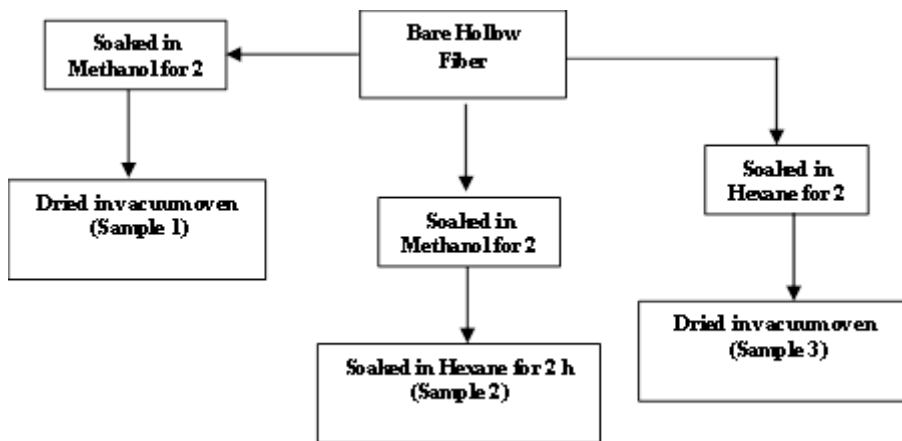 Bare Hollow
Fiber
Soaked in
Methanol for 2
Dried in vacuum oven
(Sample 1)
Soaked in
Methanol for 2
Soaked in Hexane for 2 h
(Sample 2)
Soaked in
Hexane for 2
Dried in vacuum oven
(Sample 3)